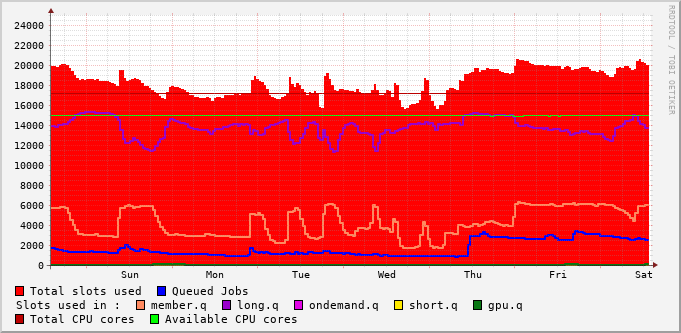 24000
22000
20000
18000
16000
14000
12000
10000
8000
6000
4000
2000
0
Sun Mon Tue Wed Thu Fri Sat
RRDTOOL / TOBI OETIKER
Total slots used Queued Jobs
Slots used in : member.q long.q ondemand.q short.q gpu.q
Total CPU cores Available CPU cores